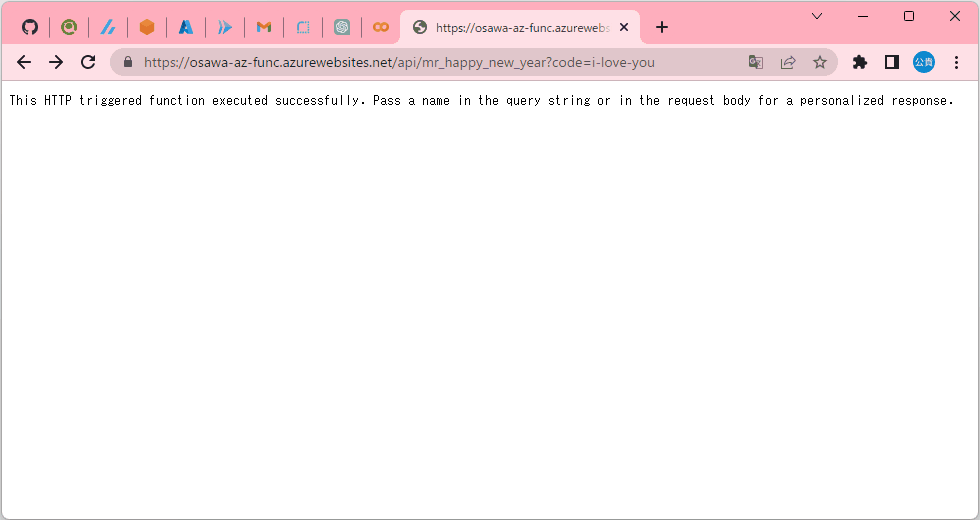 https://osawa-az-func.azurewebs
https://osawa-az-func.azurewebsites.net/api/mr_happy_new_year?code=i-love-you
公貴
This HTTP triggered function executed successfully. Pass a name in the query string or in the request body for a personalized response.